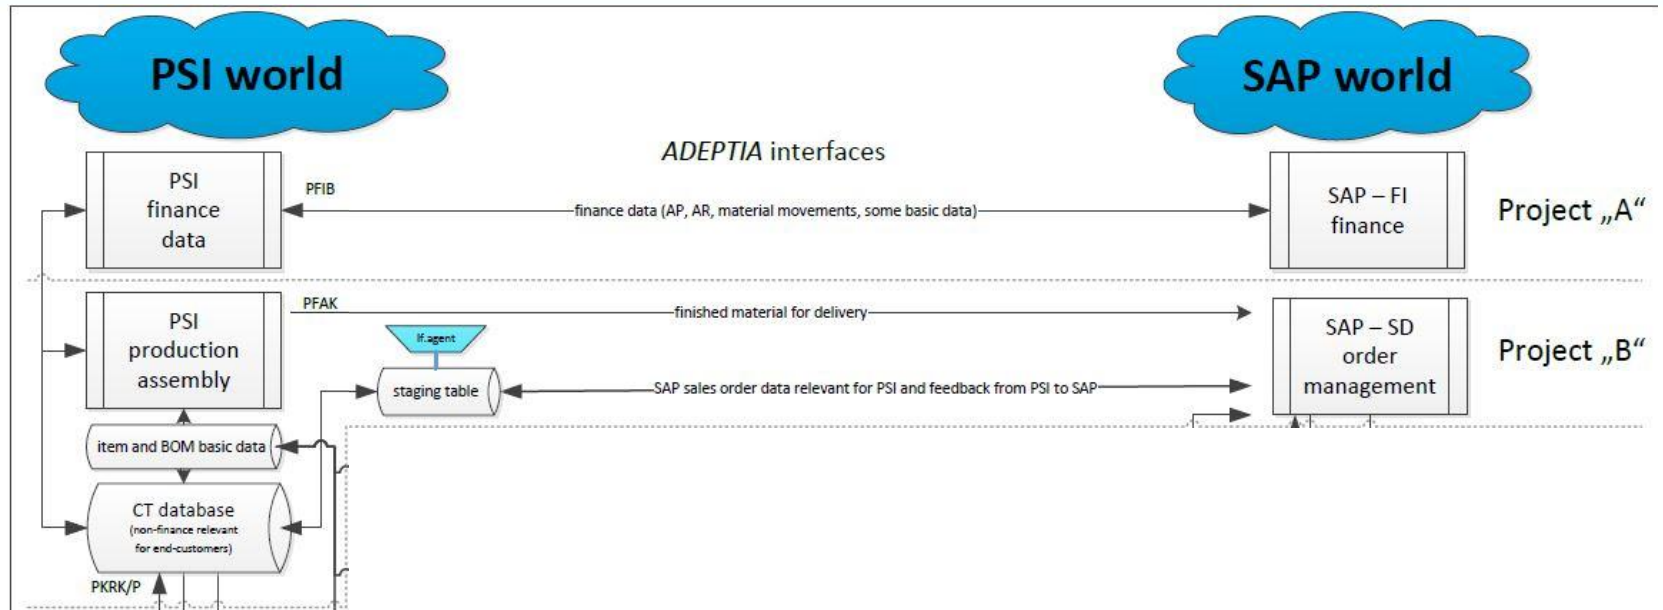 PSI world
SAP world
ADEPTIA interfaces
PSI
finance
data
PFIB
finance data (AP, AR, material movements, some basic data)
SAP – FI
finance
Project „A“
PSI
production
assembly
PFAK
finished material for delivery
If.agent
staging table
SAP sales order data relevant for PSI and feedback from PSI to SAP
SAP – SD
order
management
Project „B“
item and BOM basic data
CT database
(non-finance relevant
for end-customers)
PKRK/P